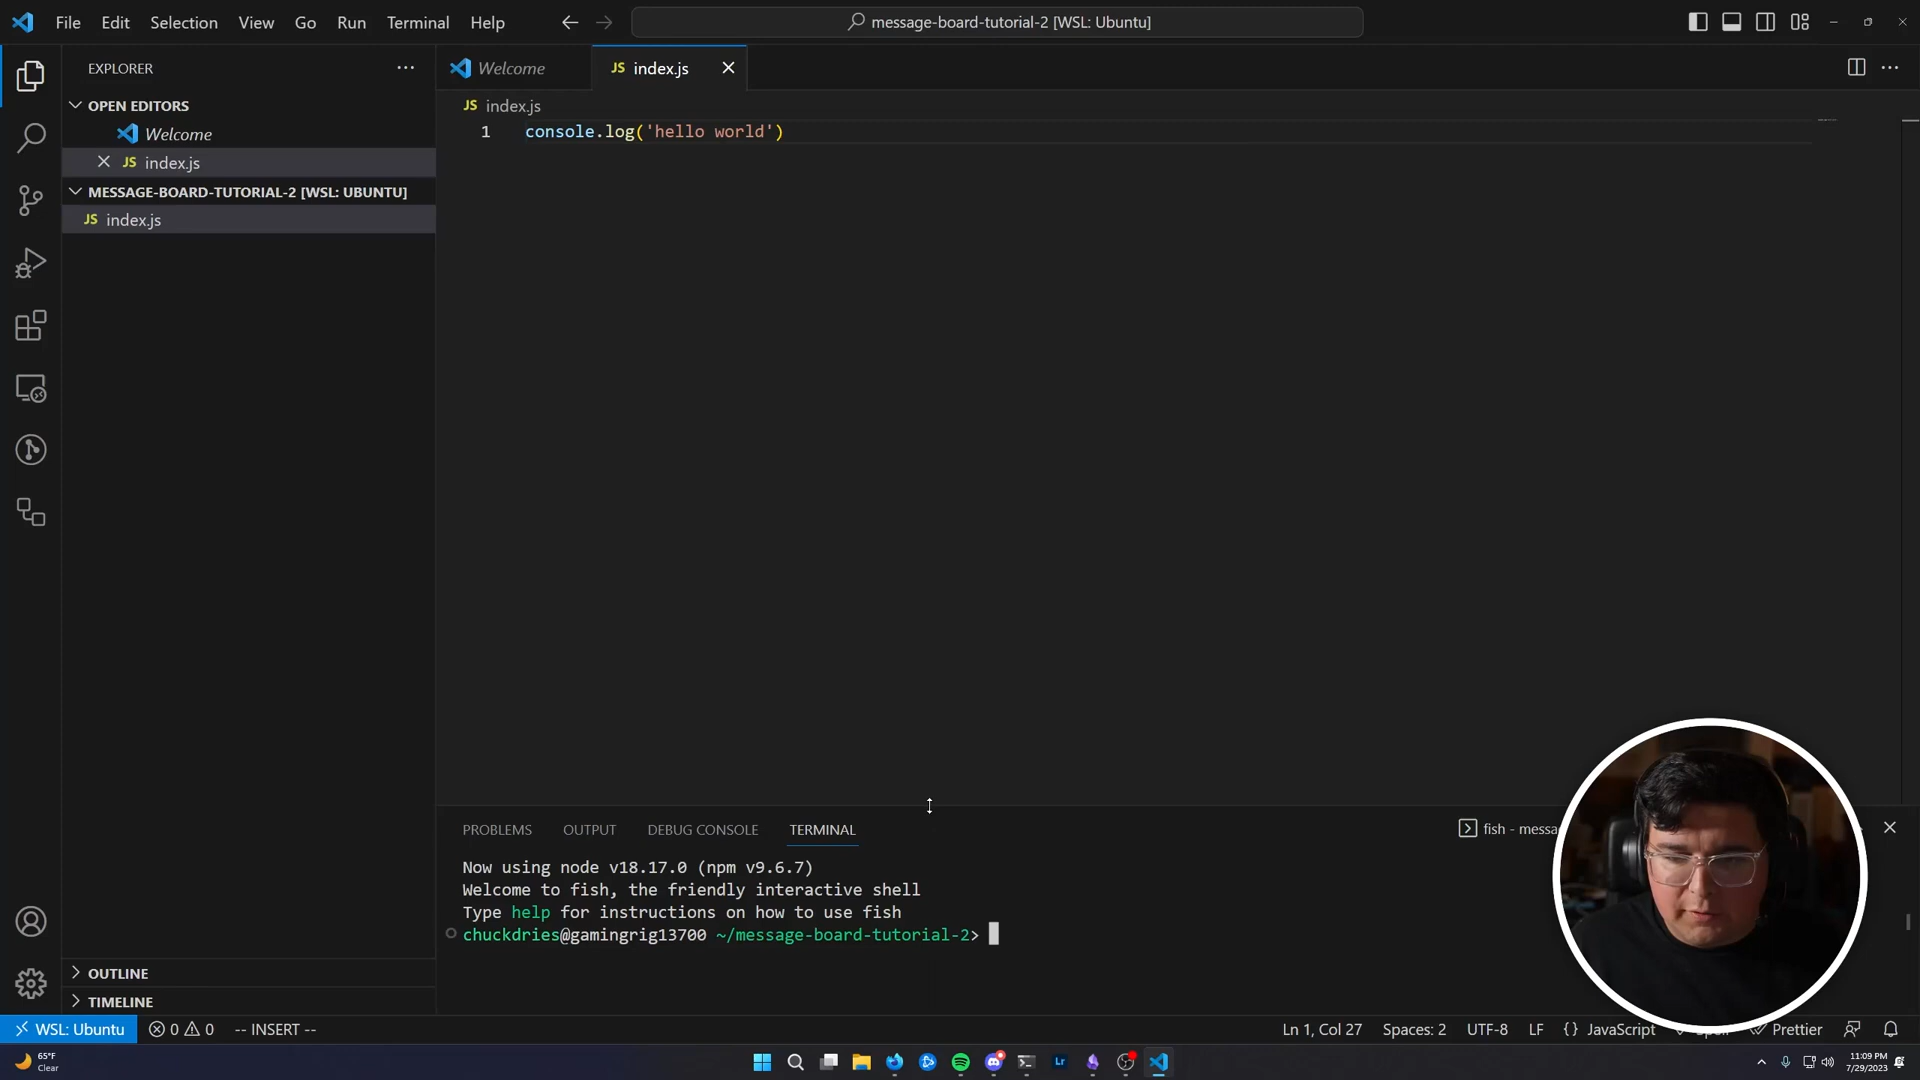 File Edit Selection View Go Run Terminal Help
message-board-tutorial-2 [WSL: Ubuntu]
EXPLORER
OPEN EDITORS
Welcome
JS index.js
MESSAGE-BOARD-TUTORIAL-2 [WSL: UBUNTU]
JS index.js
OUTLINE
TIMELINE
Welcome
JS index.js
JS index.js
1 console.log('hello world')
PROBLEMS OUTPUT DEBUG CONSOLE TERMINAL
fish - messa
Now using node v18.17.0 (npm v9.6.7)
Welcome to fish, the friendly interactive shell
Type help for instructions on how to use fish
chuckdries@gamingrig13700 ~/message-board-tutorial-2>
WSL: Ubuntu 0 0 -- INSERT --
Ln 1, Col 27 Spaces: 2 UTF-8 LF {} JavaScript Prettier
65°F
Clear
Lr
11:09 PM
7/29/2023